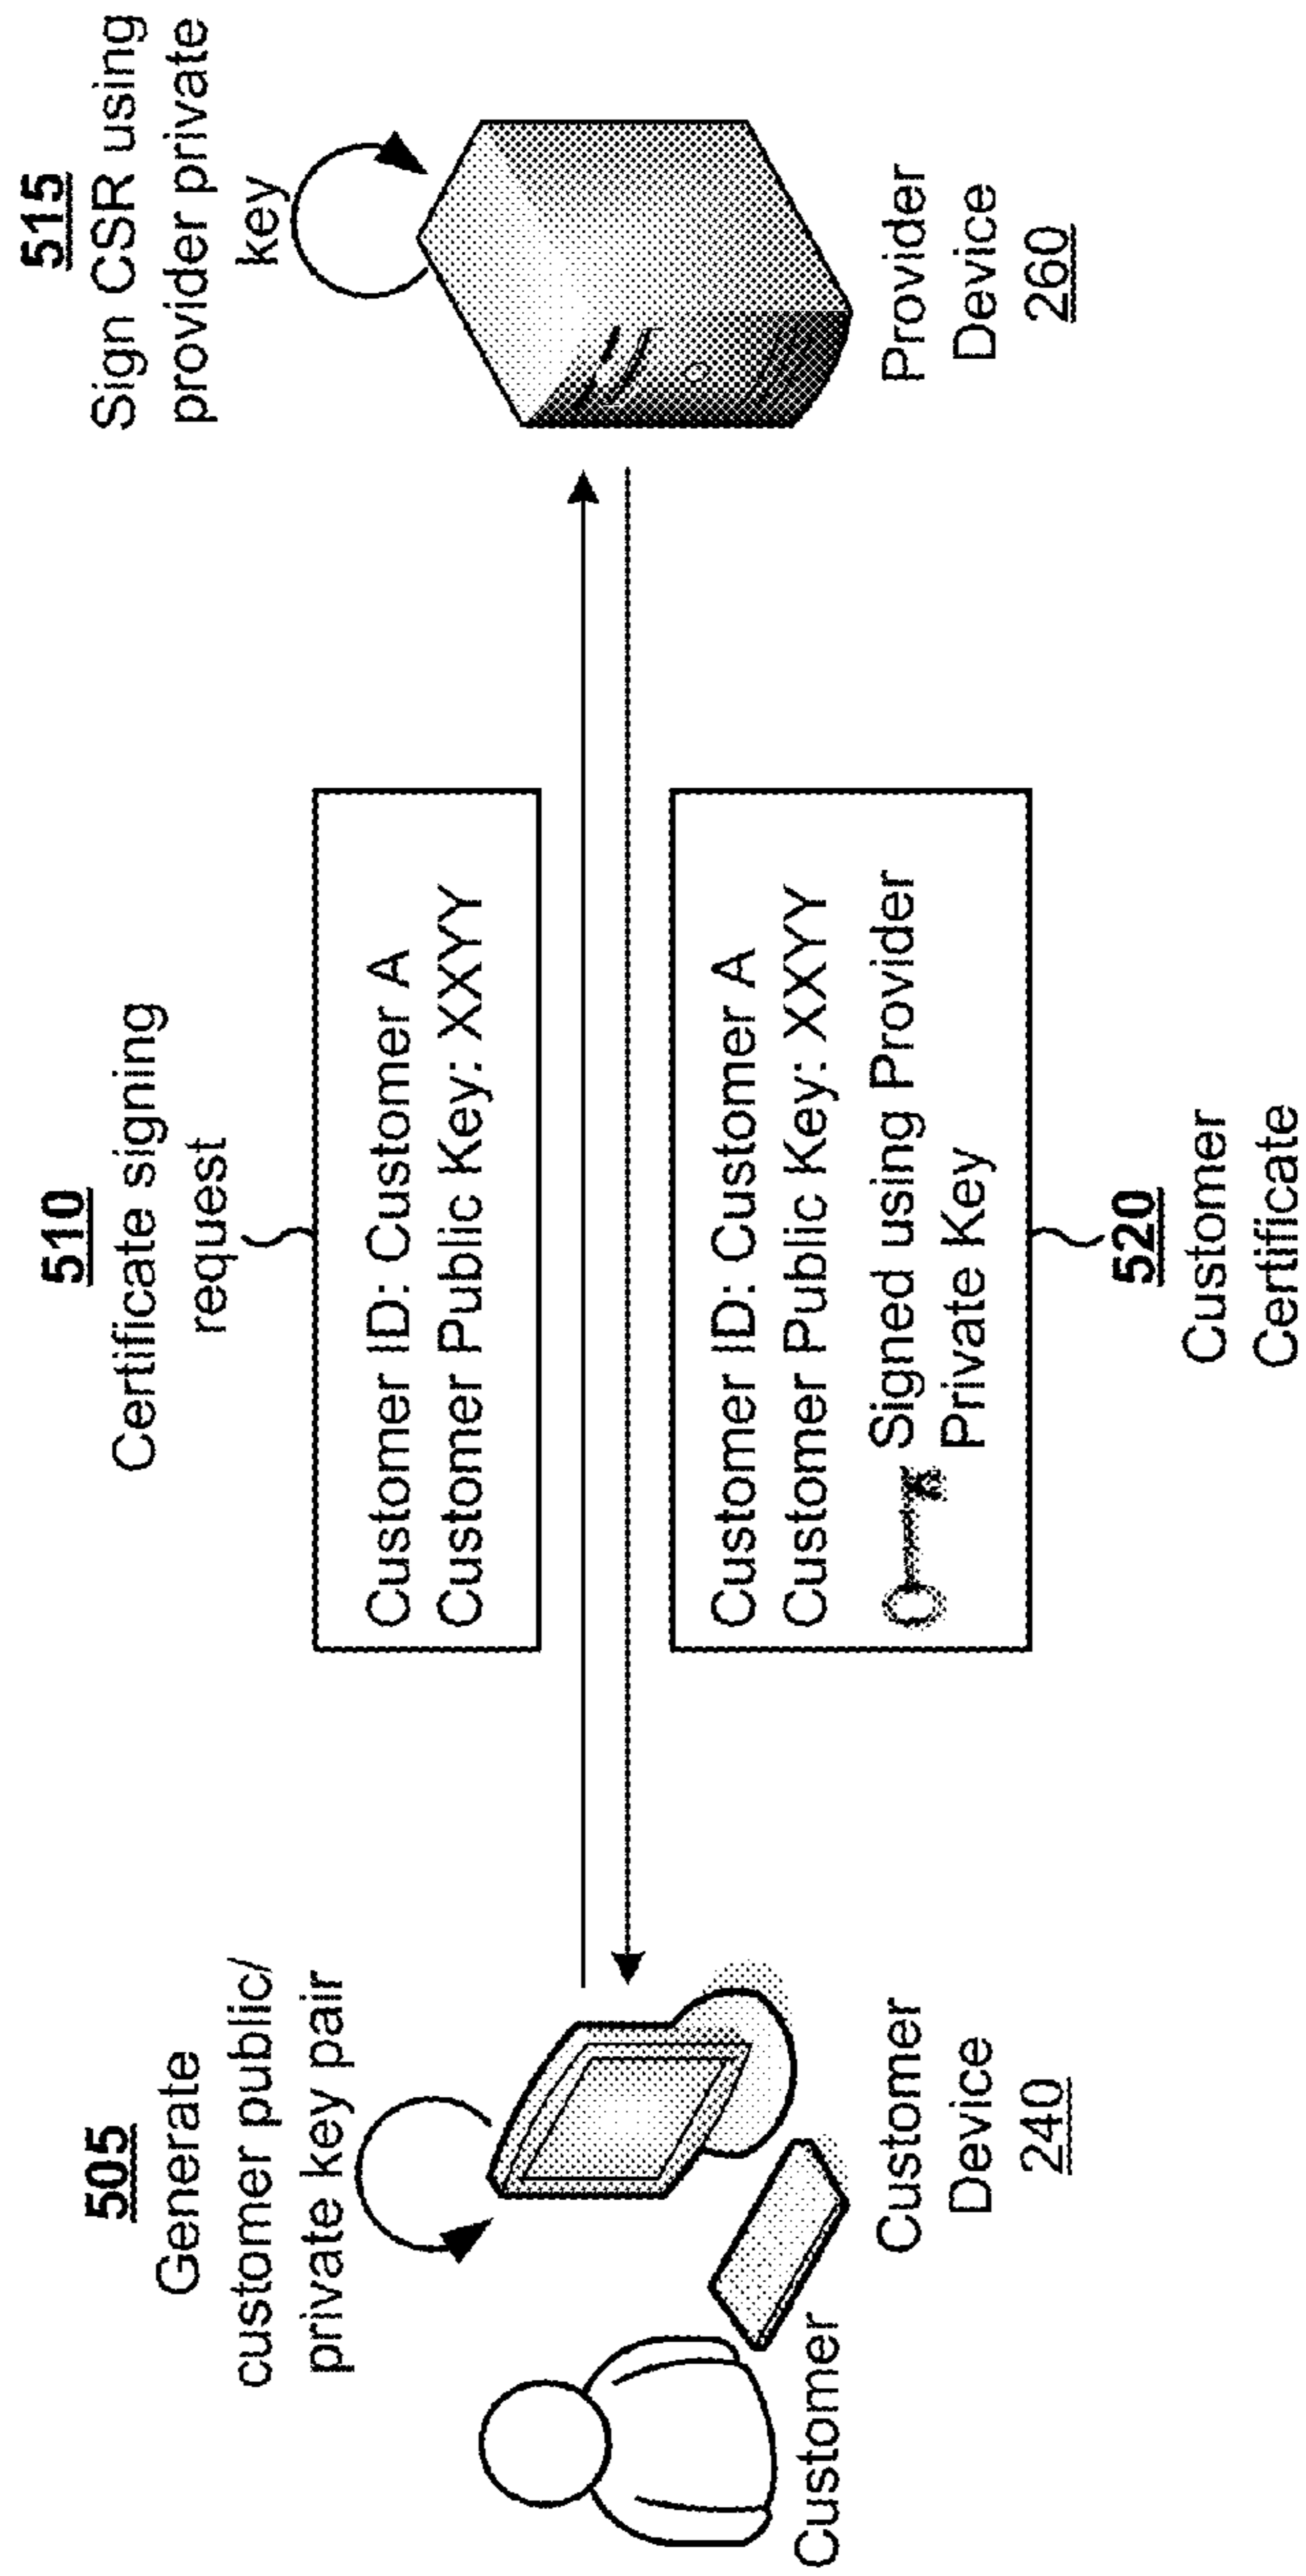 505
Generate
customer public/
private key pair
Customer
Customer
Device
240
510
Certificate signing
request
Customer ID: Customer A
Customer Public Key: XXYY
Customer ID: Customer A
Customer Public Key: XXYY
Signed using Provider
Private Key
520
Customer
Certificate
515
Sign CSR using
provider private
key
Provider
Device
260